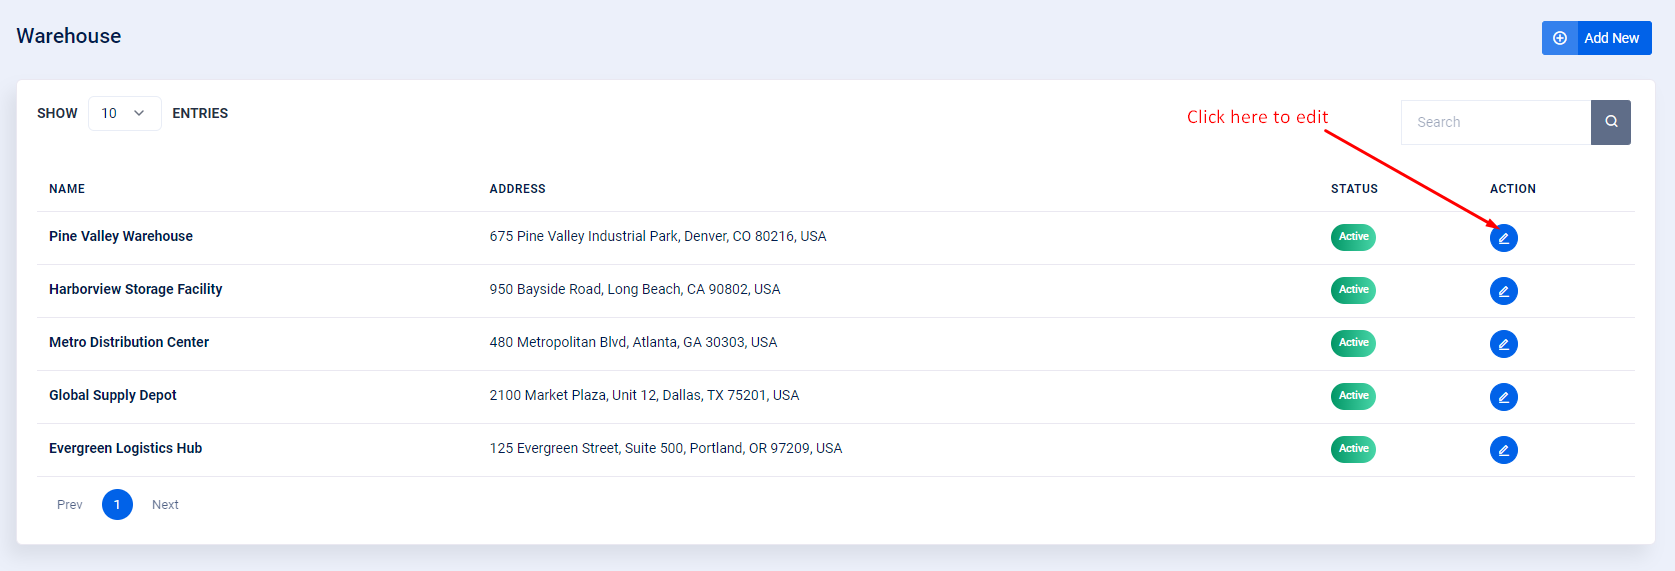 Warehouse
Add New
SHOW 10 ENTRIES
Click here to edit
Search
NAME ADDRESS STATUS ACTION
Pine Valley Warehouse 675 Pine Valley Industrial Park, Denver, CO 80216, USA Active
Harborview Storage Facility 950 Bayside Road, Long Beach, CA 90802, USA Active
Metro Distribution Center 480 Metropolitan Blvd, Atlanta, GA 30303, USA Active
Global Supply Depot 2100 Market Plaza, Unit 12, Dallas, TX 75201, USA Active
Evergreen Logistics Hub 125 Evergreen Street, Suite 500, Portland, OR 97209, USA Active
Prev 1 Next